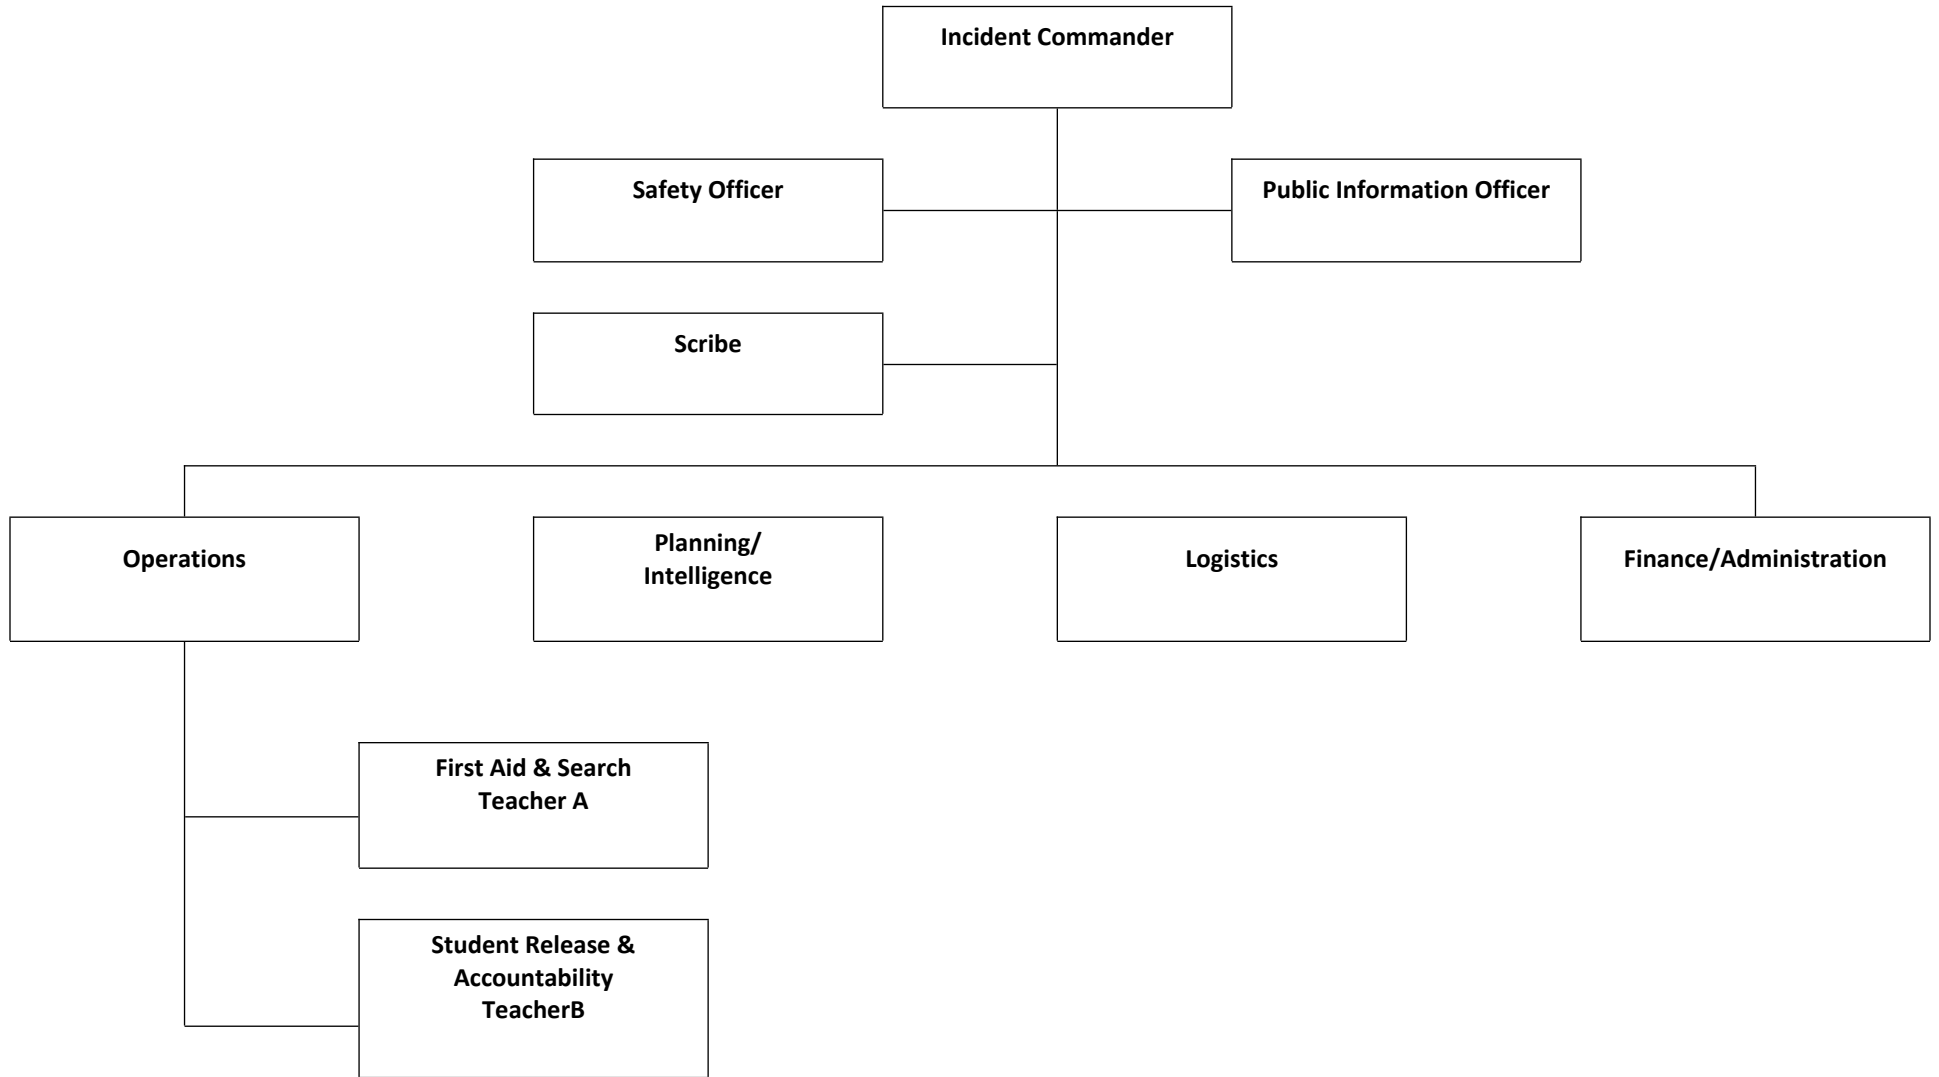 Incident Commander
Safety Officer
Public Information Officer
Scribe
Operations
Planning/
Intelligence
Logistics
Finance/Administration
First Aid & Search
Teacher A
Student Release &
Accountability
TeacherB